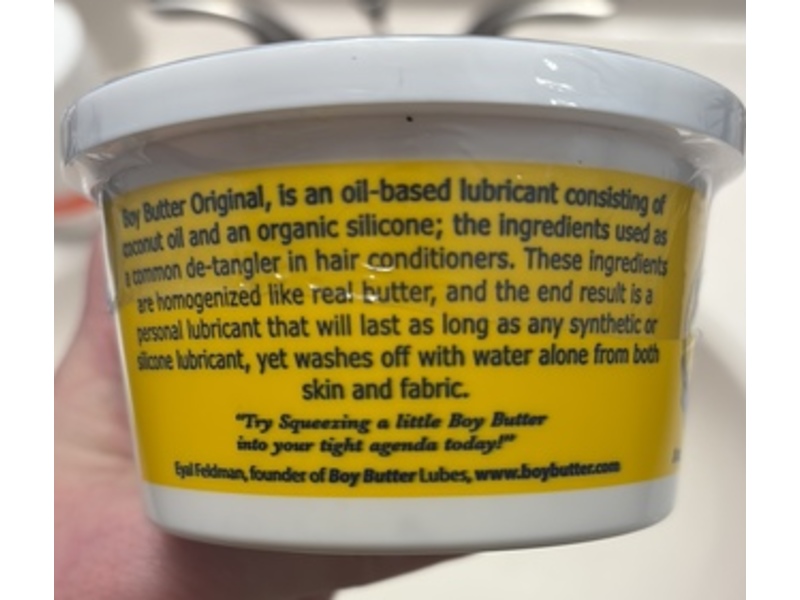 Boy Butter Original, is an oil-based lubricant consisting of
coconut oil and an organic silicone; the ingredients used as
a common de-tangler in hair conditioners. These ingredients
are homogenized like real butter, and the end result is a
personal lubricant that will last as long as any synthetic or
silicone lubricant, yet washes off with water alone from both
skin and fabric.
"Try Squeezing a little Boy Butter
into your tight agenda today!"
Eyal Feldman, founder of Boy Butter Lubes, www.boybutter.com